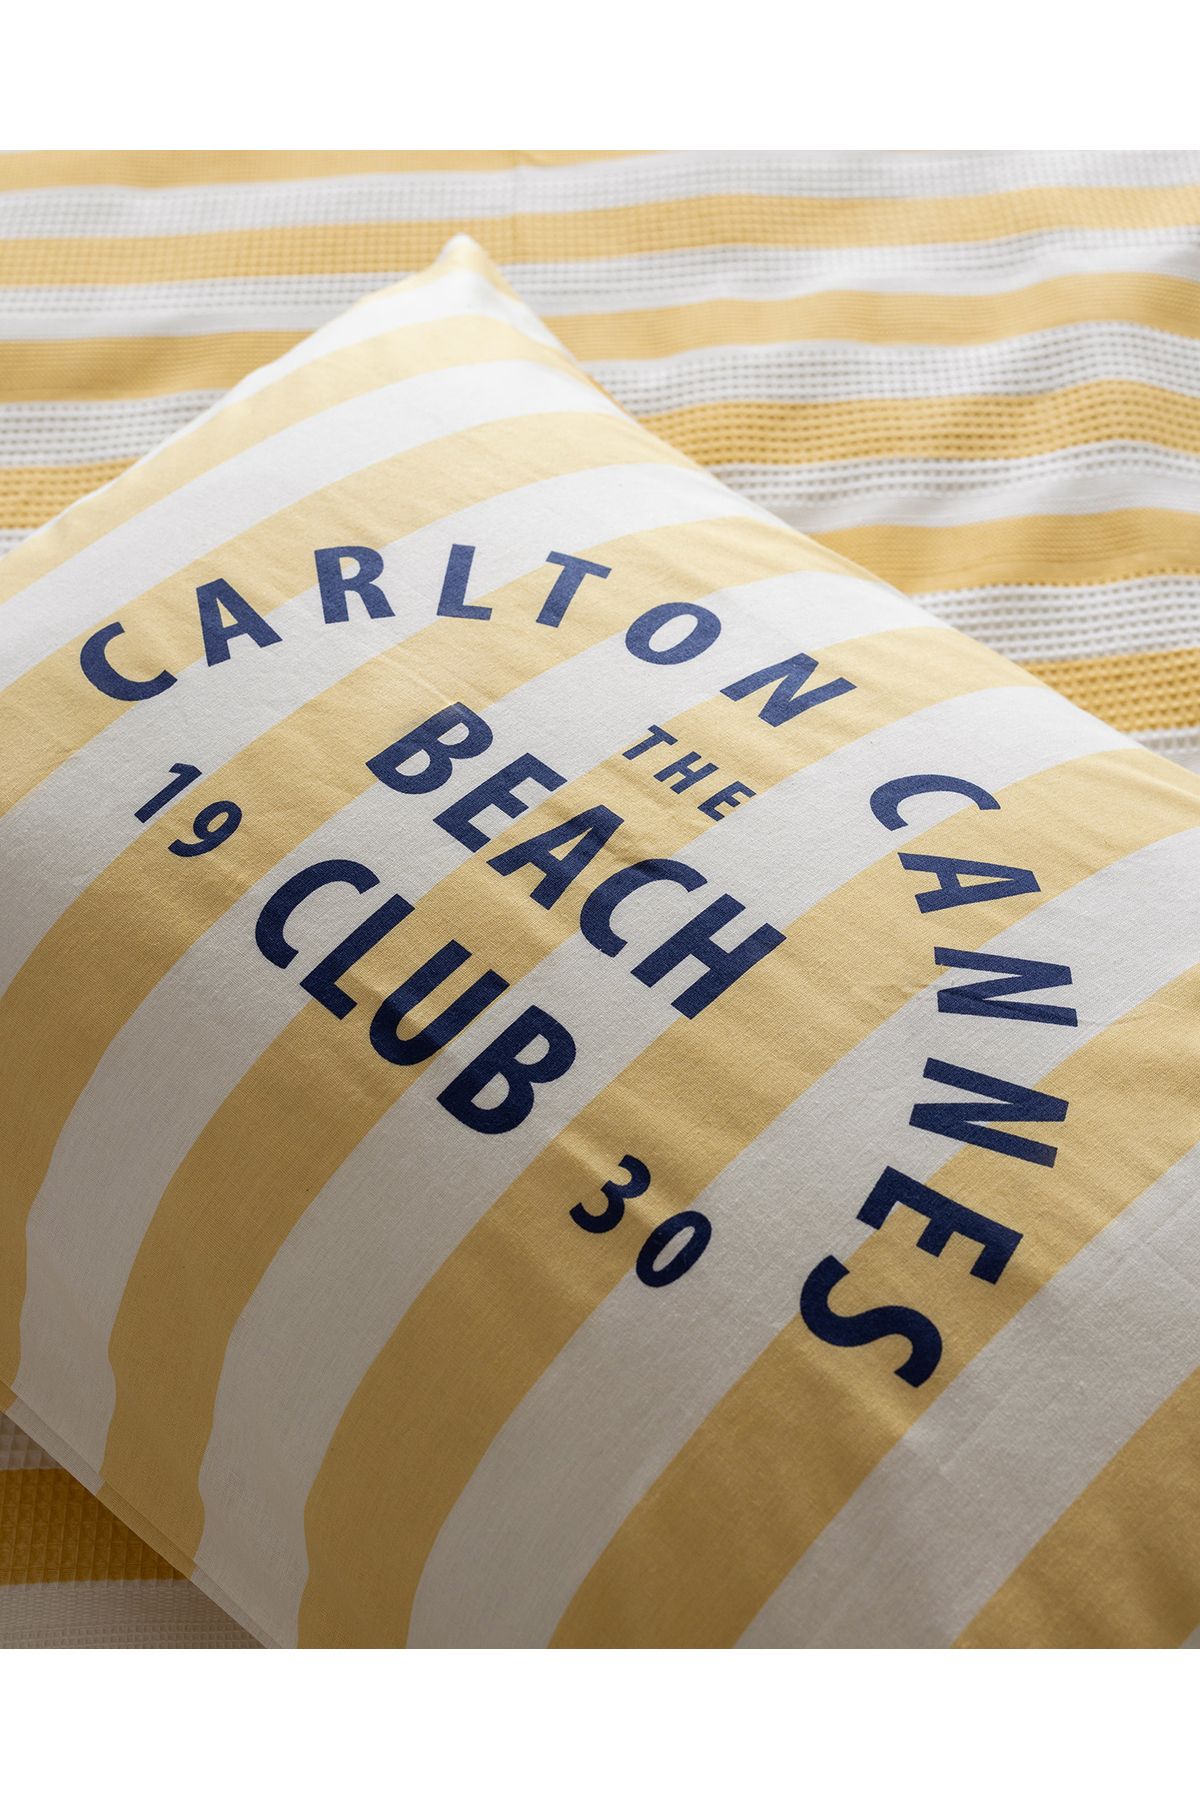 CARLTON CANNES
THE
BEACH
19 CLUB 30